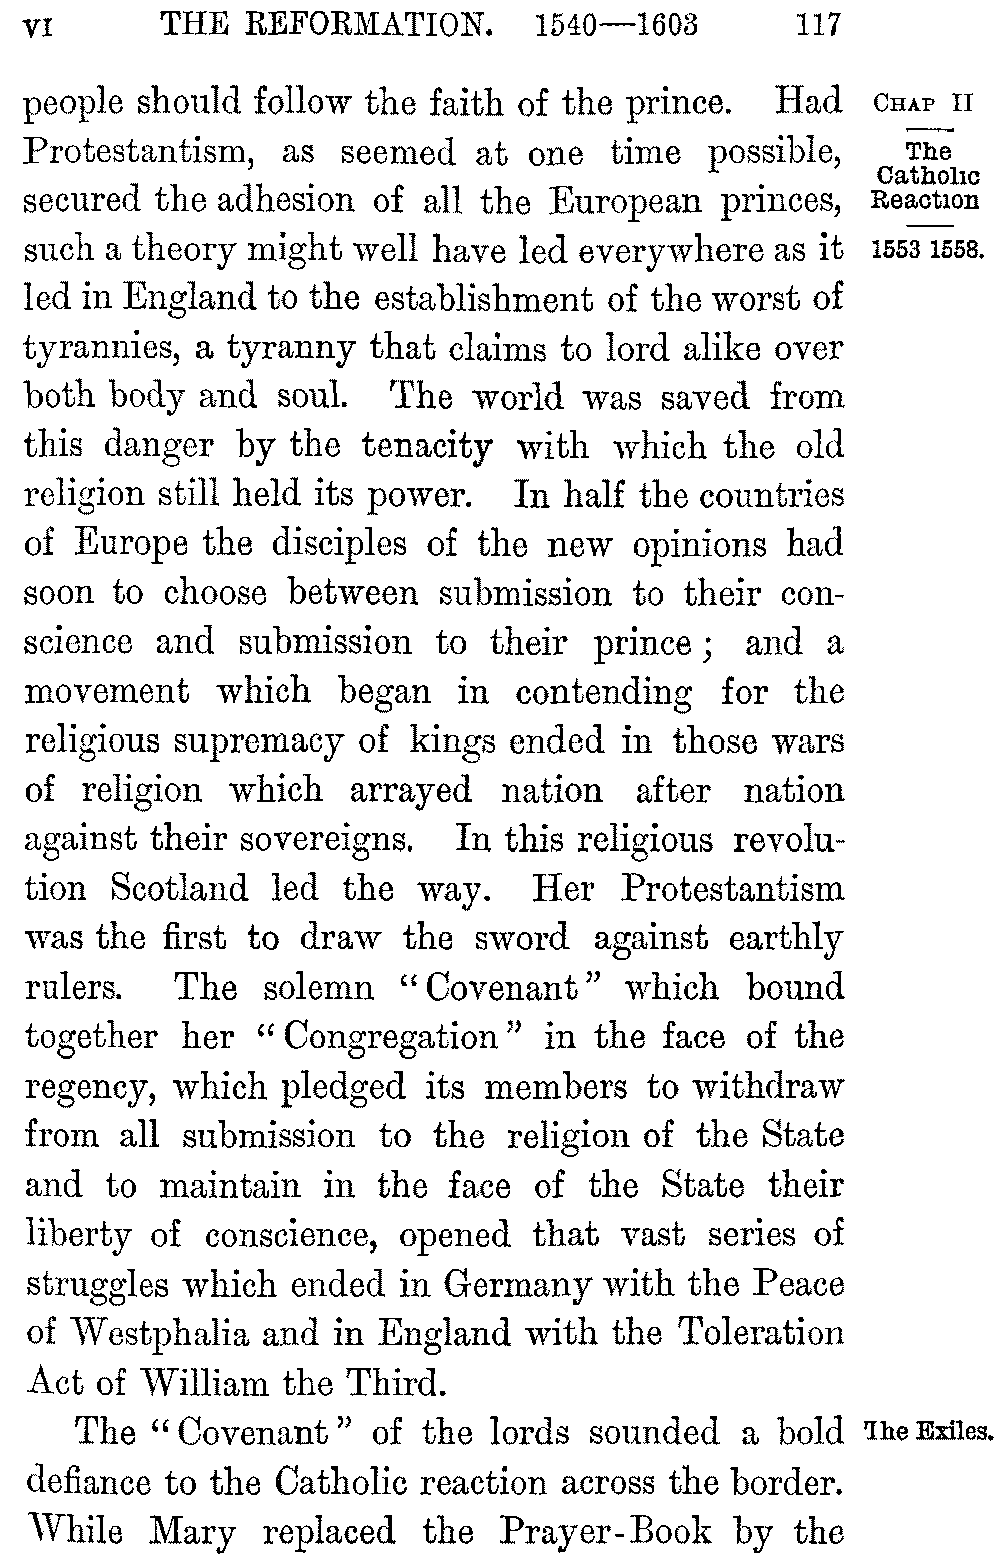 VI THE REFORMATION. 1540—1603 117
people should follow the faith of the prince. Had
Protestantism, as seemed at one time possible,
secured the adhesion of all the European princes,
such a theory might well have led everywhere as it
led in England to the establishment of the worst of
tyrannies, a tyranny that claims to lord alike over
both body and soul. The world was saved from
this danger by the tenacity with which the old
religion still held its power. In half the countries
of Europe the disciples of the new opinions had
soon to choose between submission to their con-
science and submission to their prince; and a
movement which began in contending for the
religious supremacy of kings ended in those wars
of religion which arrayed nation after nation
against their sovereigns. In this religious revolu-
tion Scotland led the way. Her Protestantism
was the first to draw the sword against earthly
rulers. The solemn “Covenant” which bound
together her “Congregation” in the face of the
regency, which pledged its members to withdraw
from all submission to the religion of the State
and to maintain in the face of the State their
liberty of conscience, opened that vast series of
struggles which ended in Germany with the Peace
of Westphalia and in England with the Toleration
Act of William the Third.
The “Covenant” of the lords sounded a bold
defiance to the Catholic reaction across the border.
While Mary replaced the Prayer-Book by the
CHAP II
The
Catholic
Reaction
1553 1558.
The Exiles.